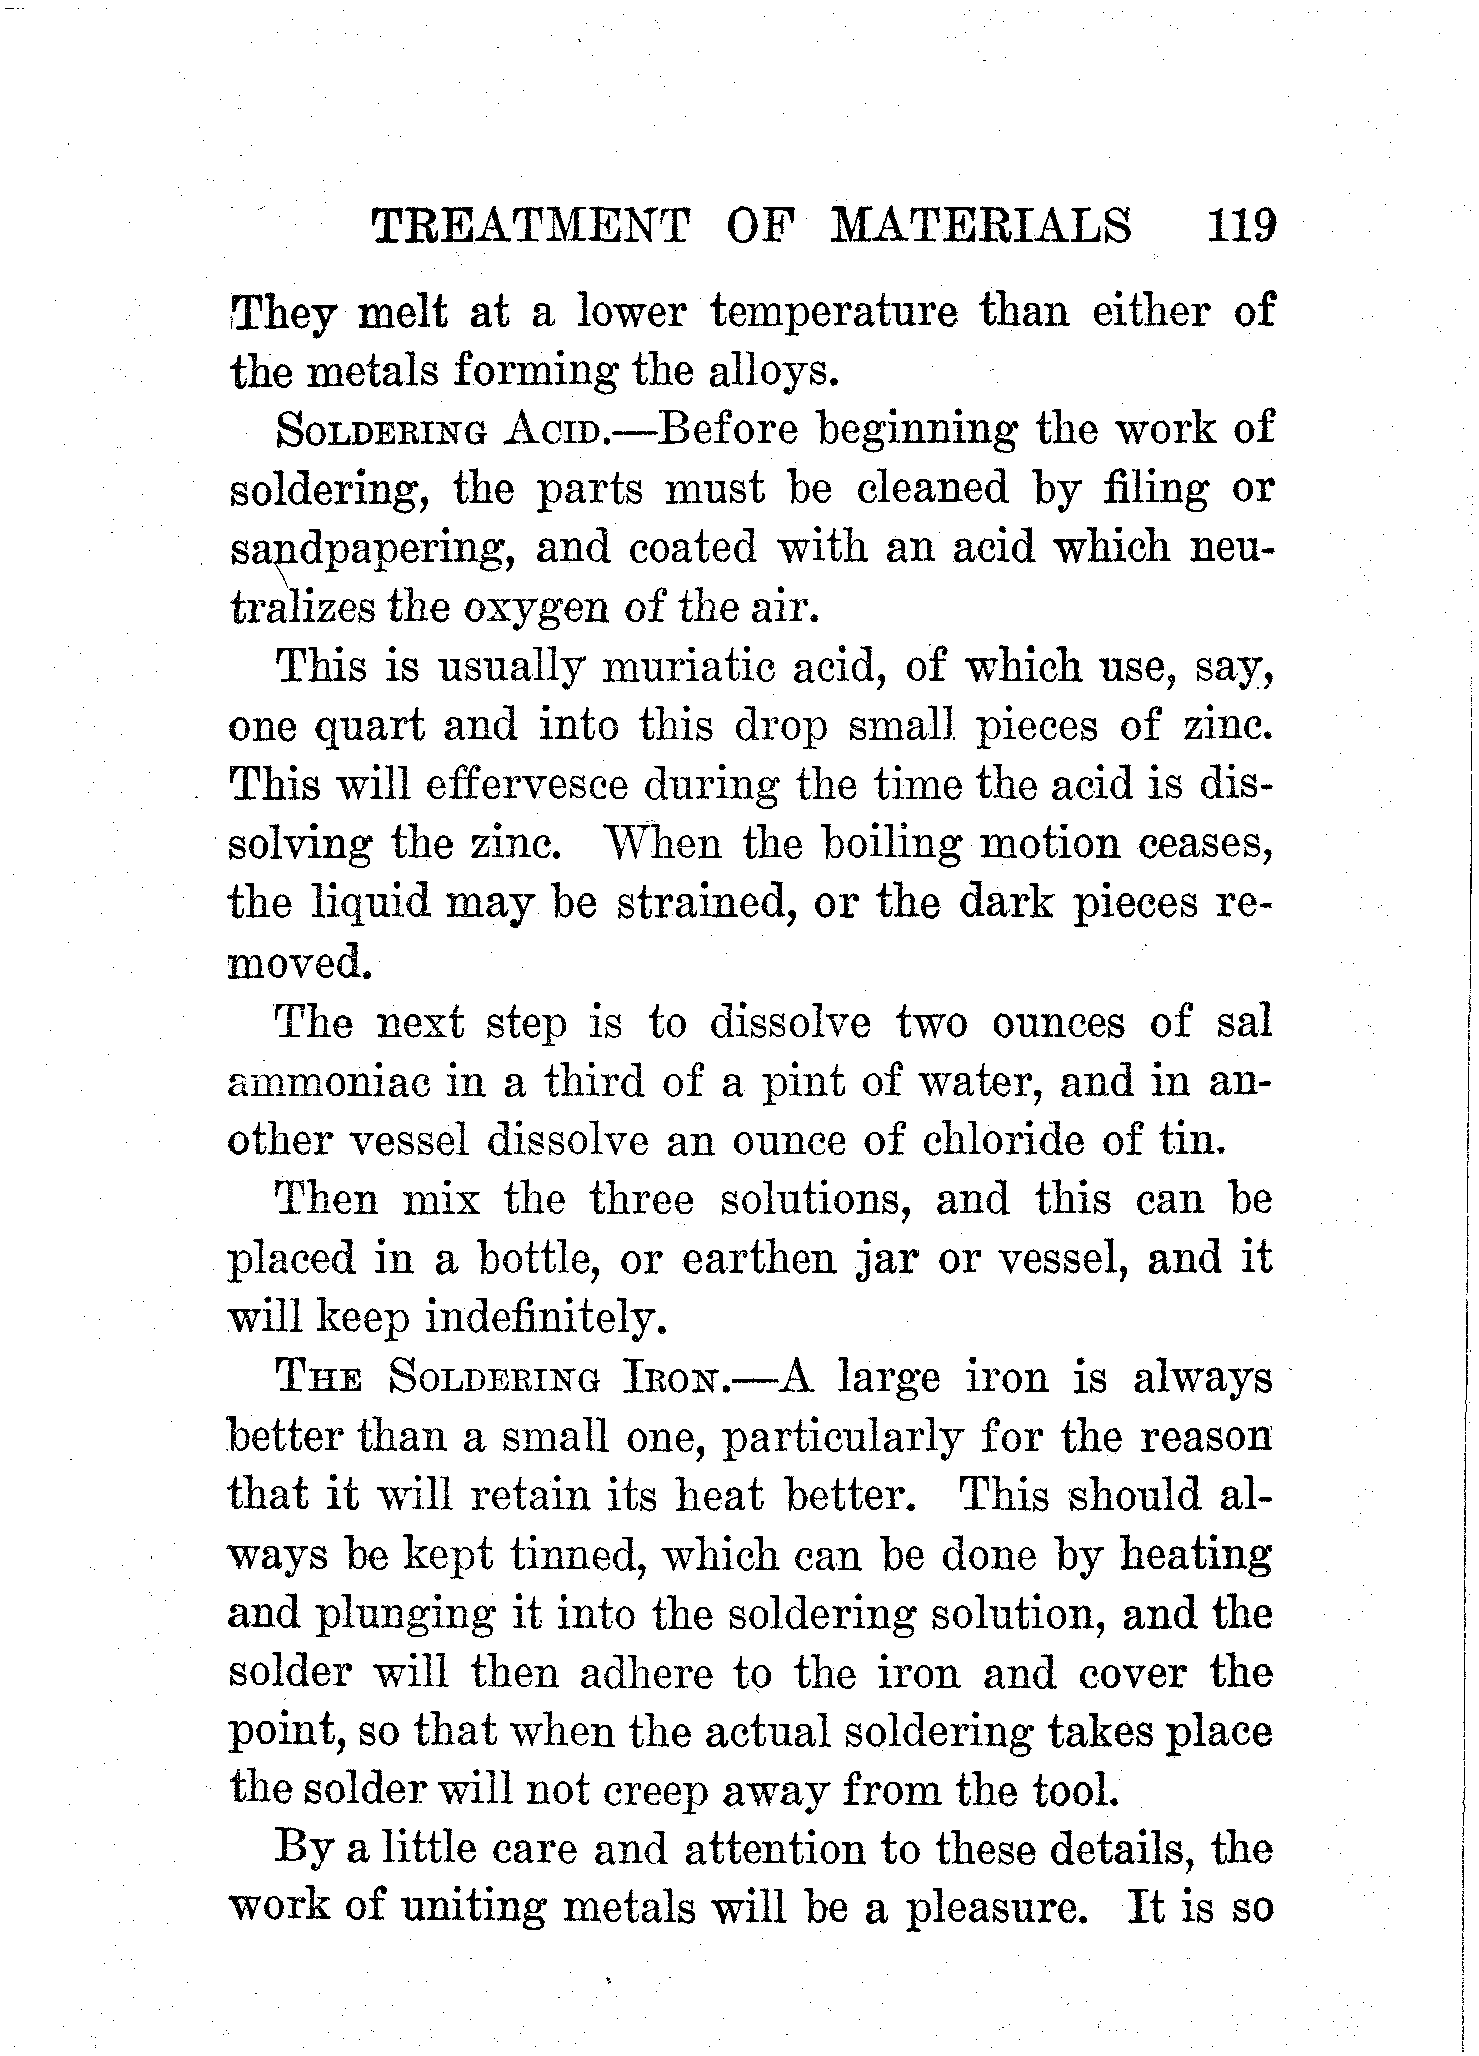 TREATMENT OF MATERIALS 119
They melt at a lower temperature than either of
the metals forming the alloys.
SOLDERING ACID.—Before beginning the work of
soldering, the parts must be cleaned by filing or
sandpapering, and coated with an acid which neu-
tralizes the oxygen of the air.
This is usually muriatic acid, of which use, say,
one quart and into this drop small pieces of zinc.
This will effervesce during the time the acid is dis-
solving the zinc. When the boiling motion ceases,
the liquid may be strained, or the dark pieces re-
moved.
The next step is to dissolve two ounces of sal
ammoniac in a third of a pint of water, and in an-
other vessel dissolve an ounce of chloride of tin.
Then mix the three solutions, and this can be
placed in a bottle, or earthen jar or vessel, and it
will keep indefinitely.
THE SOLDERING IRON.—A large iron is always
better than a small one, particularly for the reason
that it will retain its heat better. This should al-
ways be kept tinned, which can be done by heating
and plunging it into the soldering solution, and the
solder will then adhere to the iron and cover the
point, so that when the actual soldering takes place
the solder will not creep away from the tool.
By a little care and attention to these details, the
work of uniting metals will be a pleasure. It is so